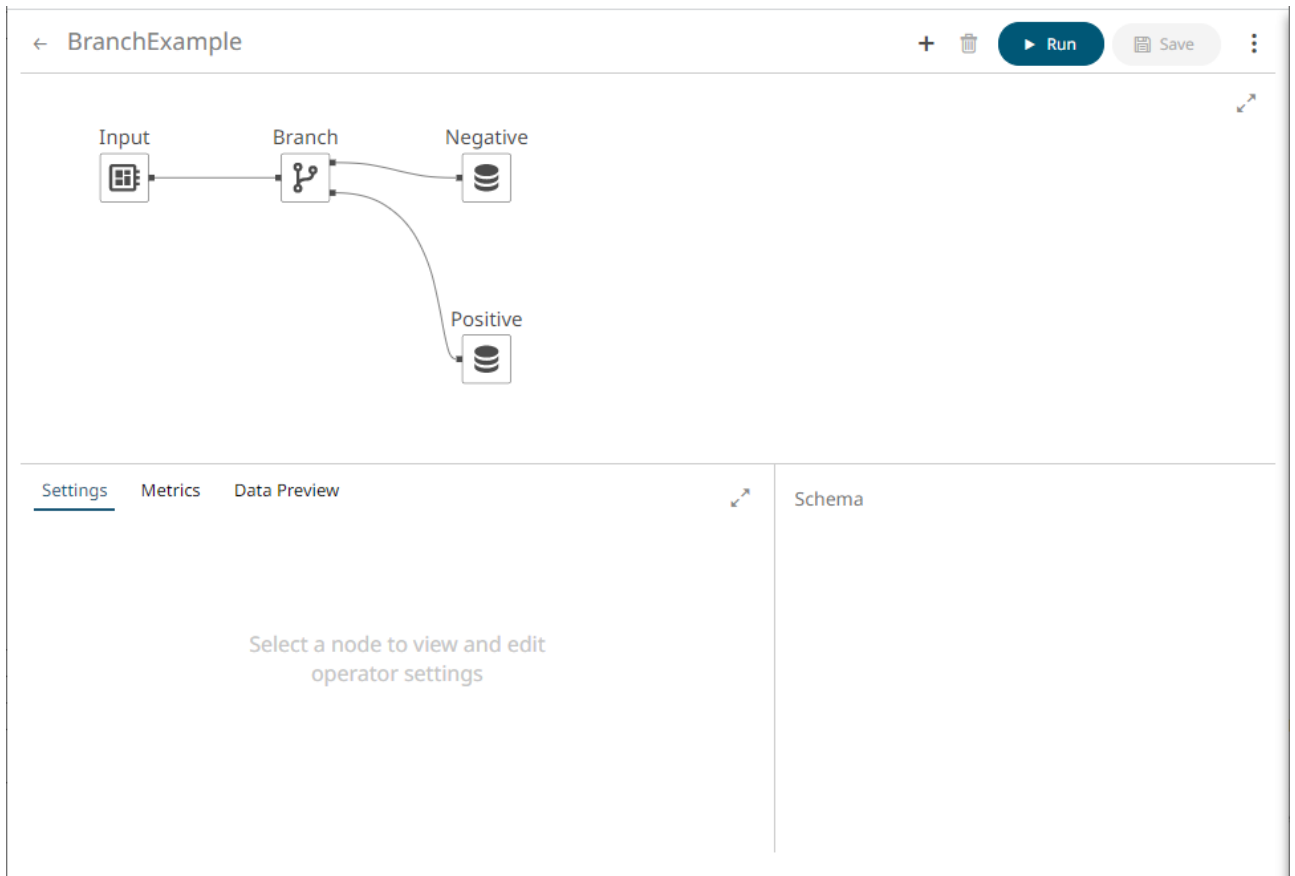 BranchExample
Run
Save
Input
Branch
Negative
Positive
Settings
Metrics
Data Preview
Schema
Select a node to view and edit
operator settings